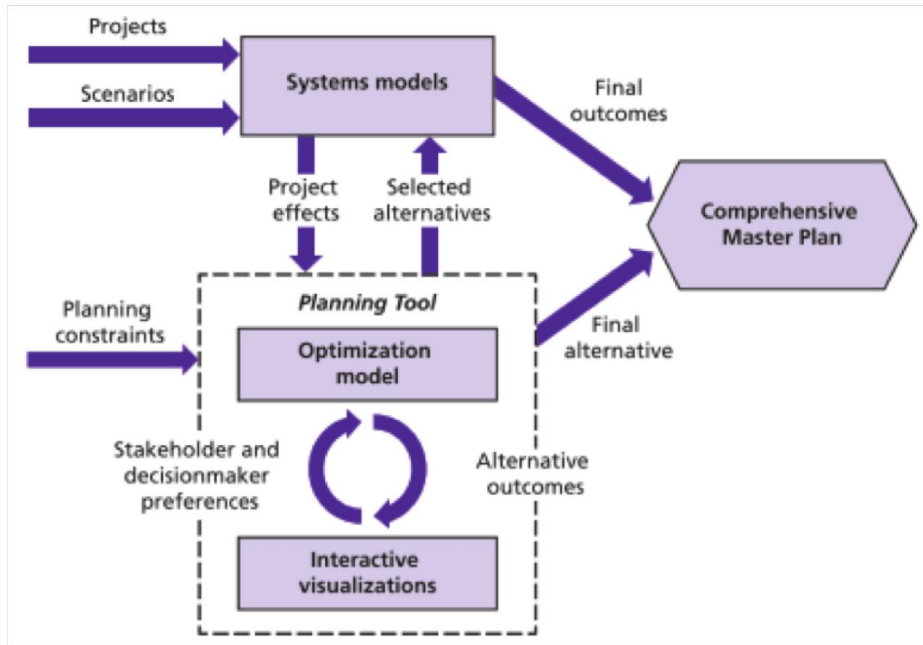 Projects
Scenarios
Systems models
Final
outcomes
Project
effects
Selected
alternatives
Comprehensive
Master Plan
Planning
constraints
Planning Tool
Optimization
model
Final
alternative
Stakeholder and
decisionmaker
preferences
Alternative
outcomes
Interactive
visualizations